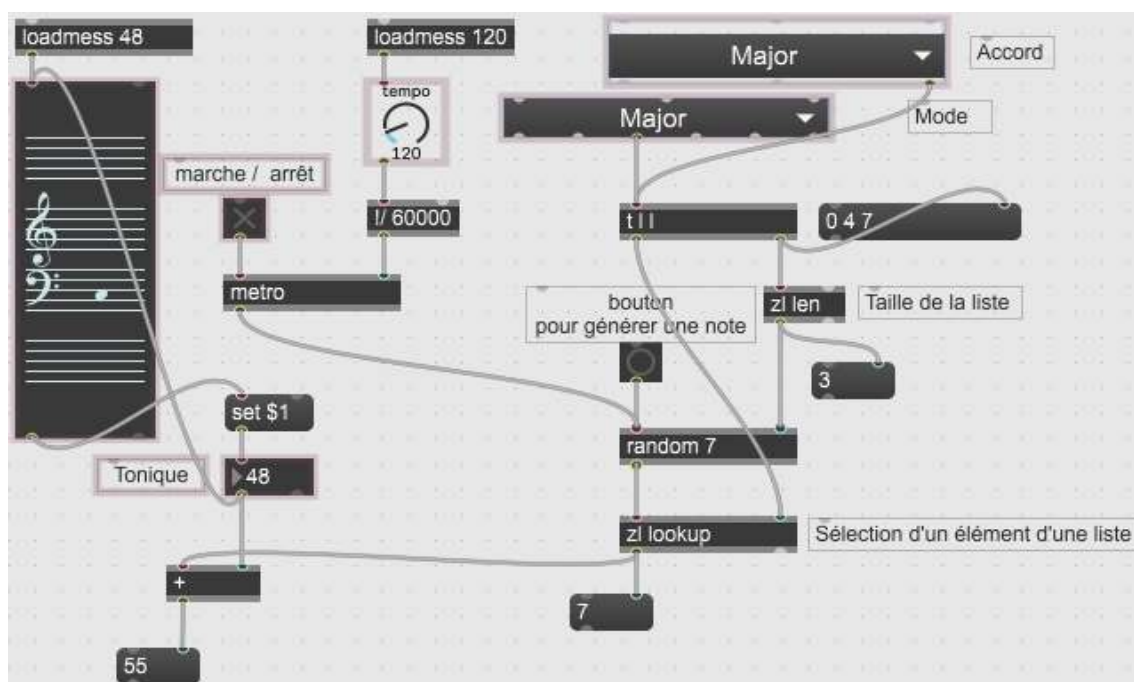 loadmess 48
loadmess 120
Major
Accord
tempo
120
Major
Mode
marche / arrêt
!/ 60000
t l l
0 4 7
metro
bouton
pour générer une note
zl len
Taille de la liste
3
set $1
random 7
Tonique
48
zl lookup
Sélection d'un élément d'une liste
+
7
55